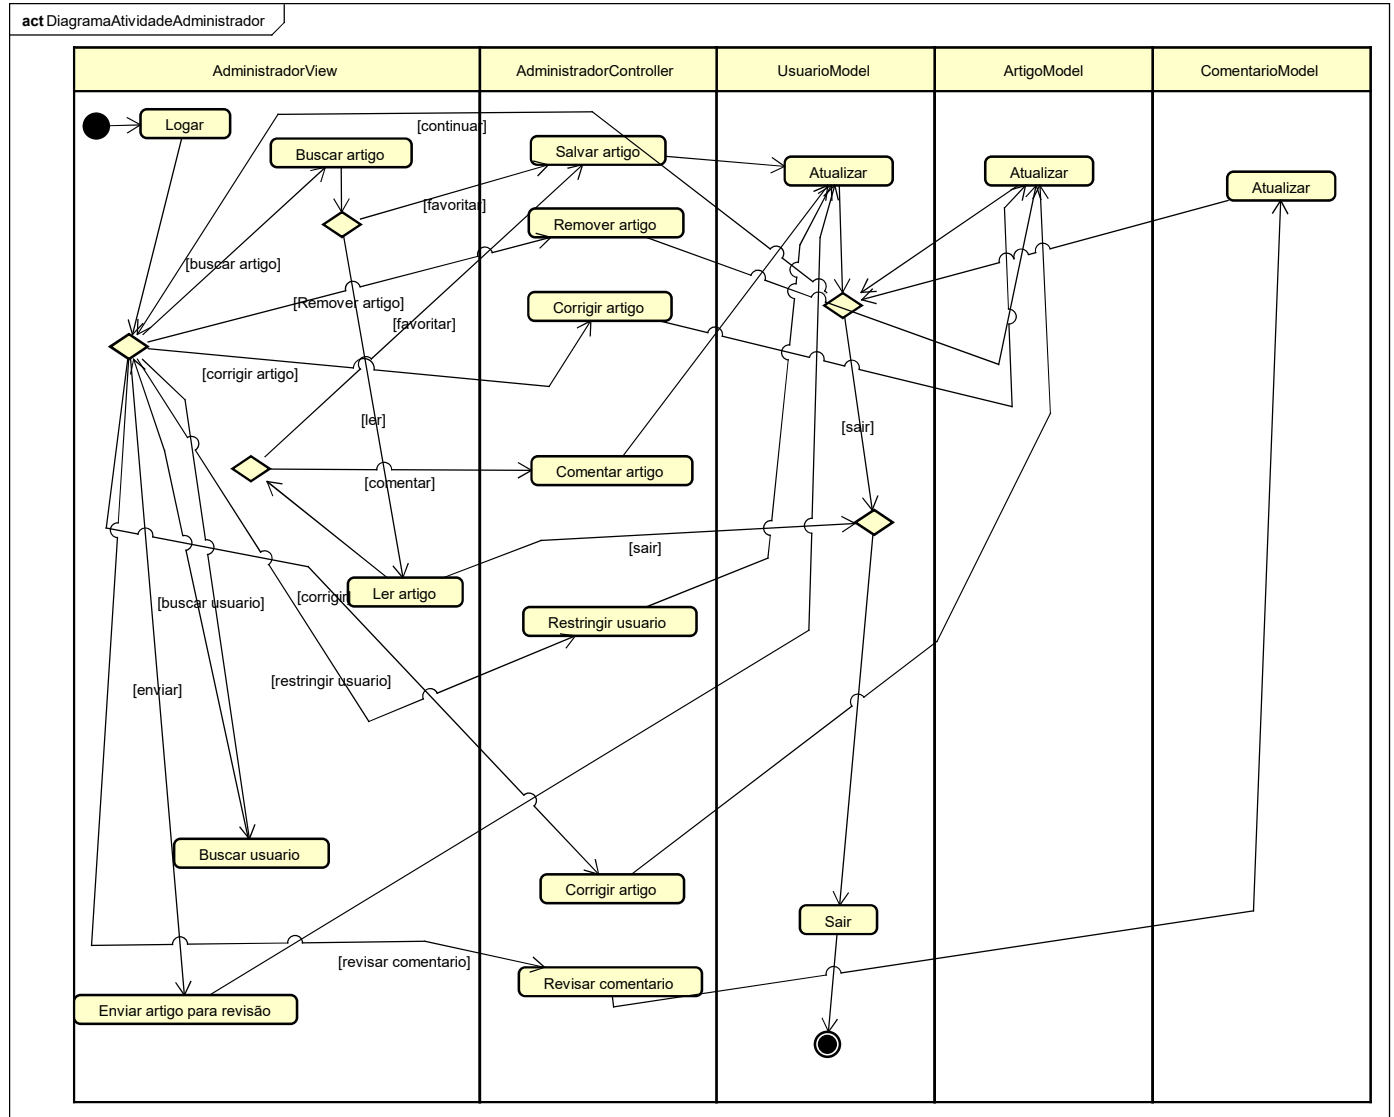 act DiagramaAtividadeAdministrador
AdministradorView
AdministradorController
UsuarioModel
ArtigoModel
ComentarioModel
Logar
[continuar]
Buscar artigo
Salvar artigo
Atualizar
Atualizar
Atualizar
[favoritar]
Remover artigo
[buscar artigo]
[Remover artigo]
Corrigir artigo
[favoritar]
[corrigir artigo]
[ler]
[sair]
Comentar artigo
[comentar]
[sair]
Ler artigo
[corrigir]
[buscar usuario]
Restringir usuario
[restringir usuario]
[enviar]
Buscar usuario
Corrigir artigo
Sair
[revisar comentario]
Revisar comentario
Enviar artigo para revisão